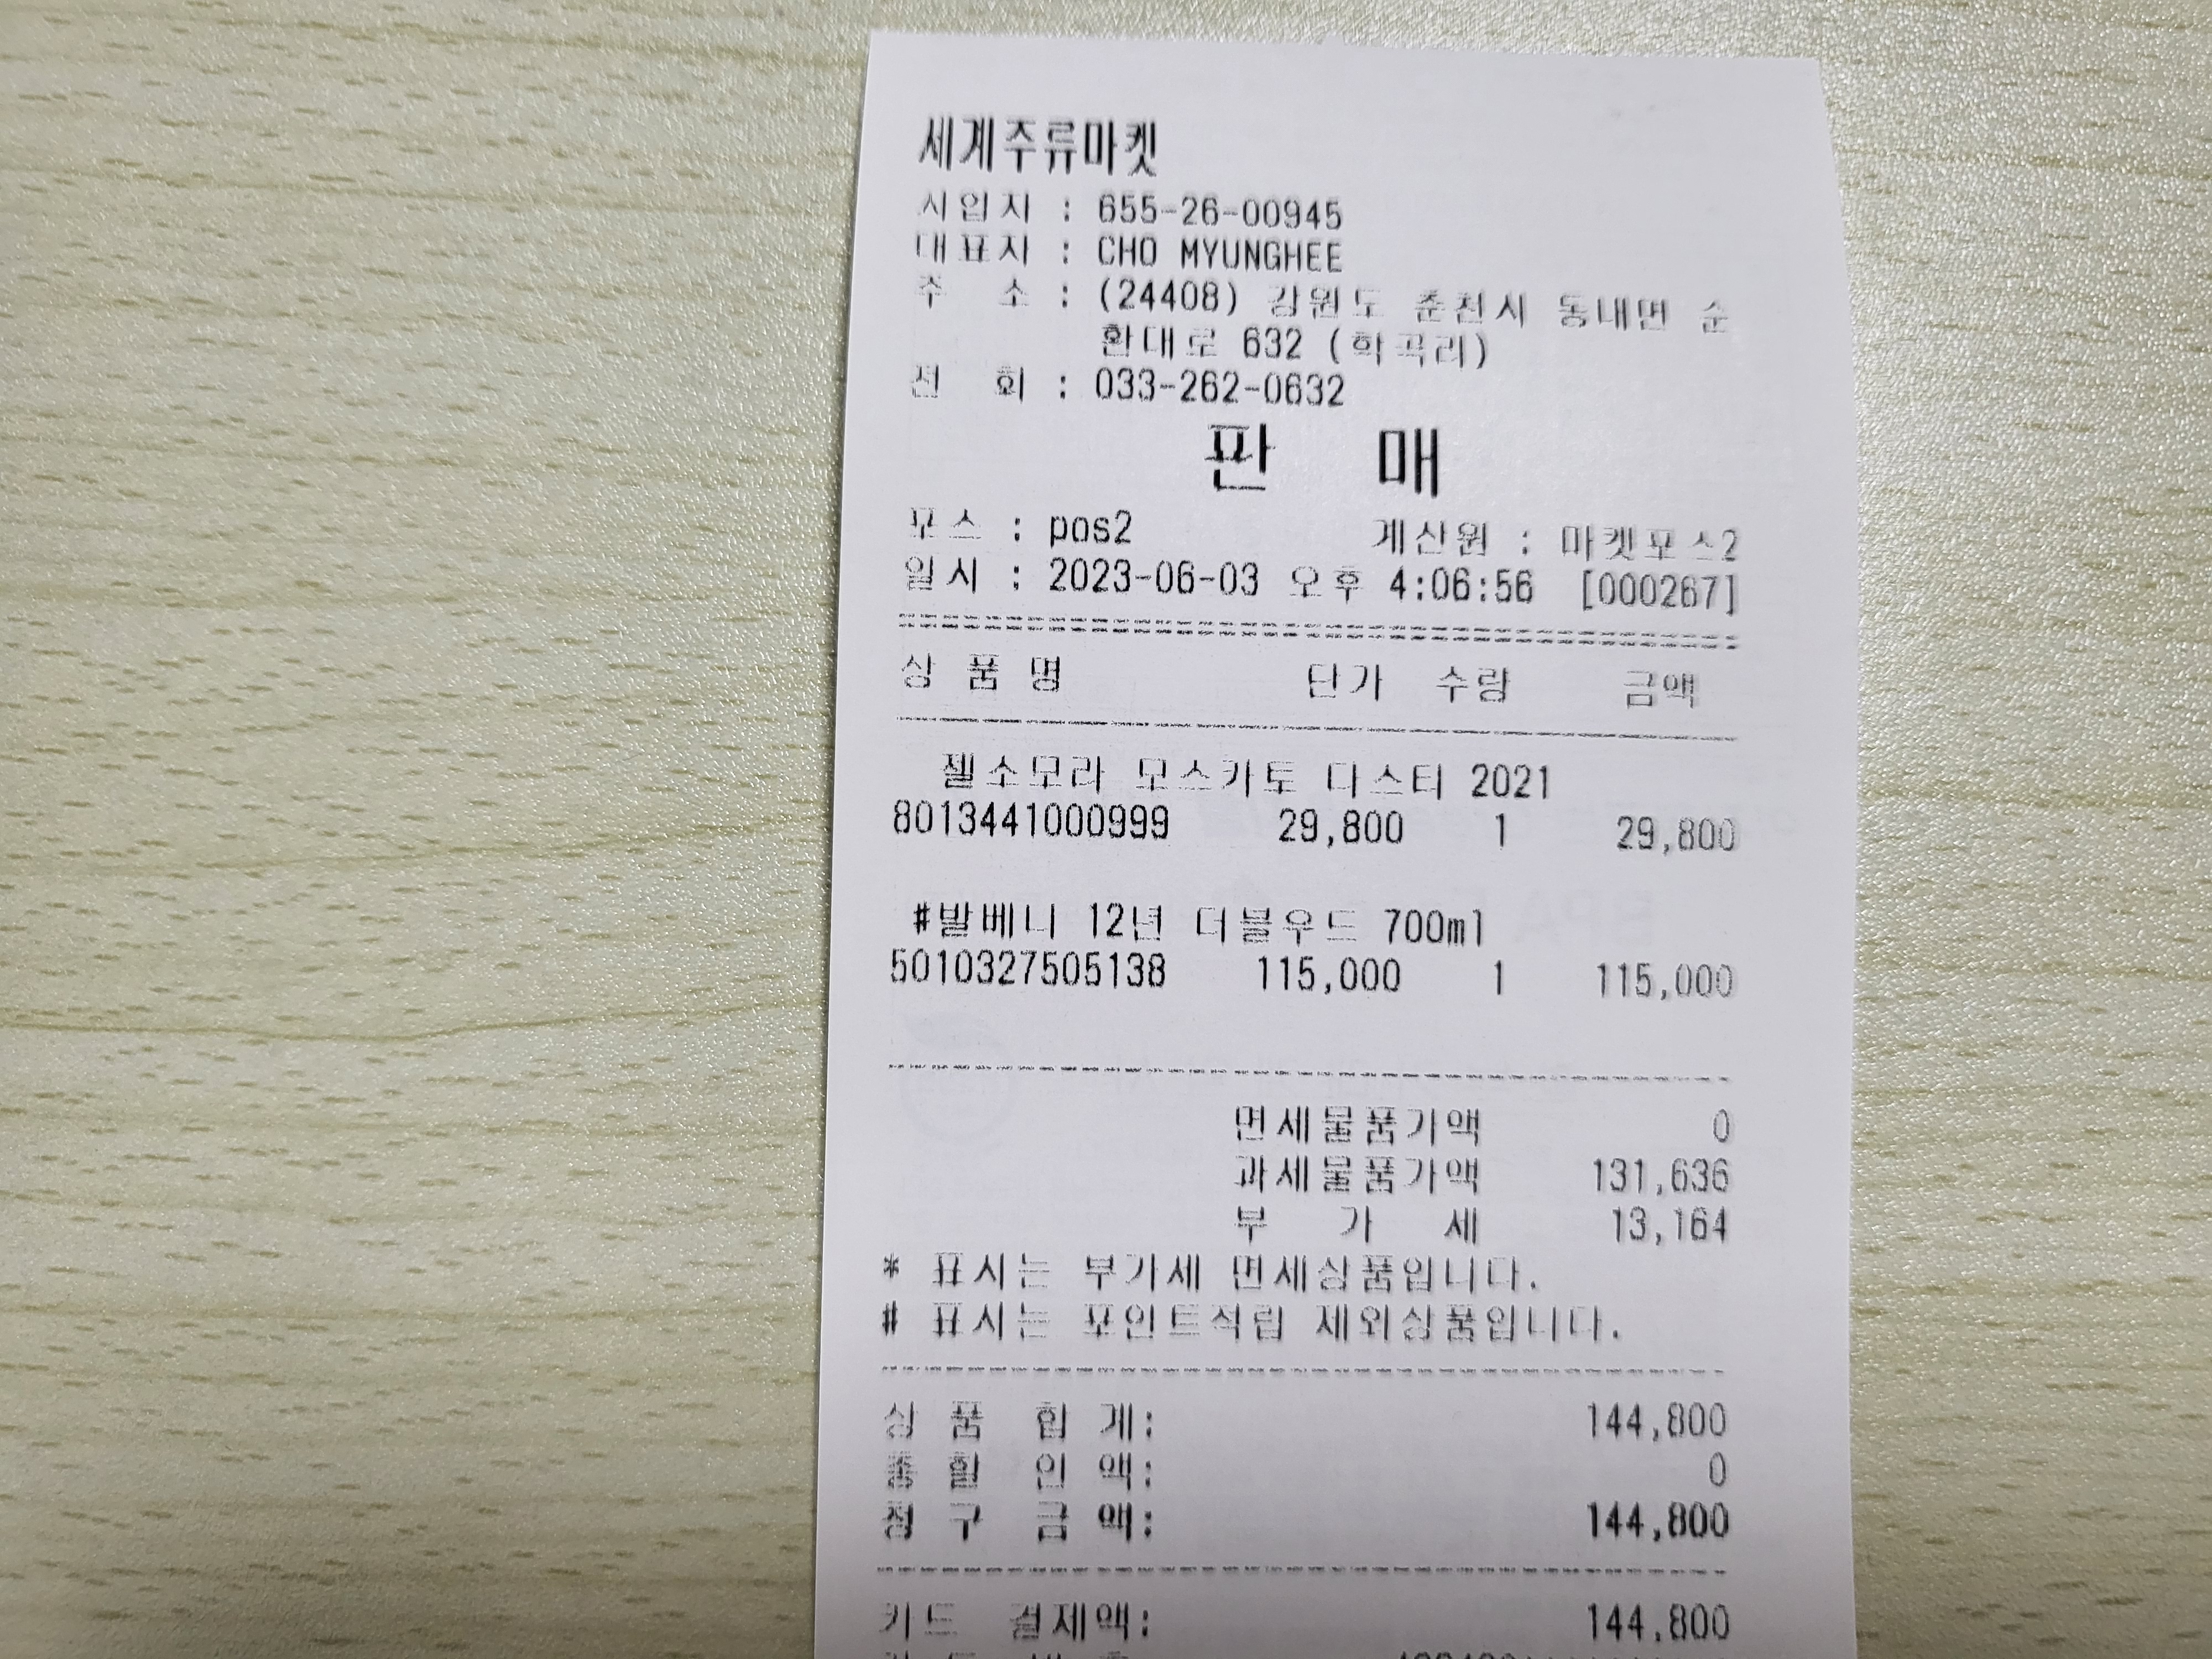 세계주류마켓
사업자 : 655-26-00945
대표자 : CHO MYUNGHEE
주 소 : (24408) 강원도 춘천시 동내면 순
환대로 632 (학곡리)
전 화 : 033-262-0632
판 매
포스 : pos2 계산원 : 마켓포스2
일시 : 2023-06-03 오후 4:06:56 [000267]
상 품 명 단가 수량 금액
젤소모라 모스카토 다스티 2021
8013441000999 29,800 1 29,800
#발베니 12년 더블우드 700ml
5010327505138 115,000 1 115,000
면세물품가액 0
과세물품가액 131,636
부 가 세 13,164
* 표시는 부가세 면세상품입니다.
# 표시는 포인트적립 제외상품입니다.
상 품 합 계: 144,800
총 할 인 액: 0
청 구 금 액: 144,800
카드 결제액: 144,800